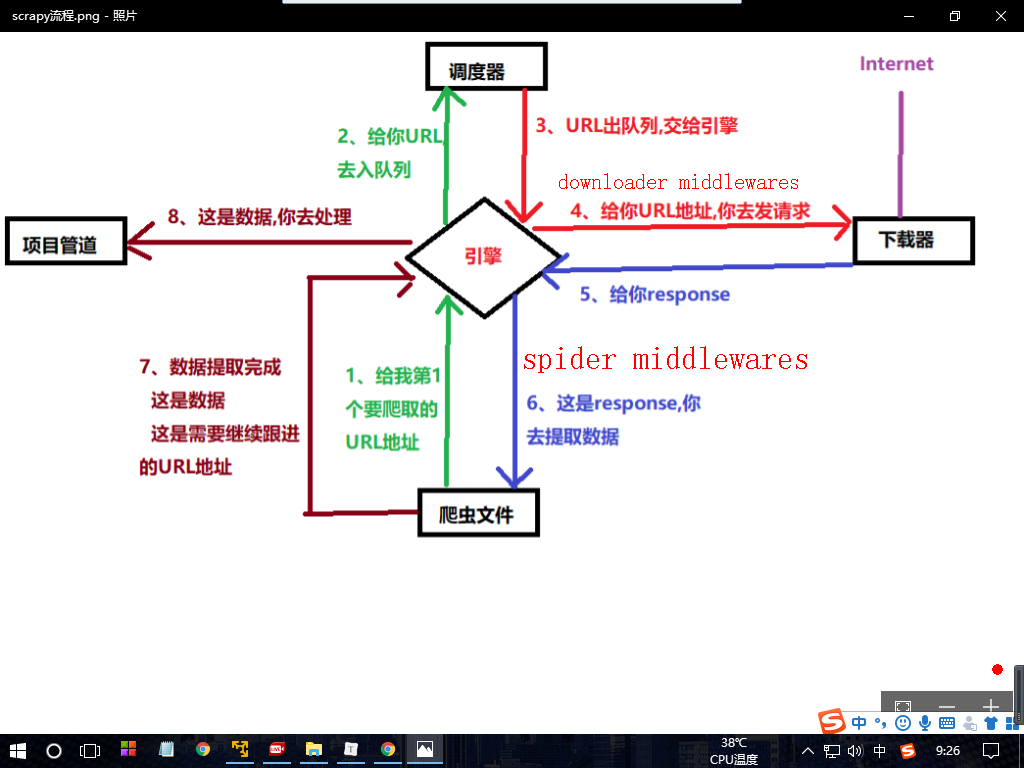 scrapy流程.png - 照片
调度器
Internet
2、给你URL,
去入队列
3、URL出队列,交给引擎
downloader middlewares
4、给你URL地址,你去发请求
8、这是数据,你去处理
项目管道
引擎
下载器
5、给你response
7、数据提取完成
这是数据
这是需要继续跟进
的URL地址
1、给我第1
个要爬取的
URL地址
spider middlewares
6、这是response,你
去提取数据
爬虫文件
中
38℃
CPU温度
中
9:26